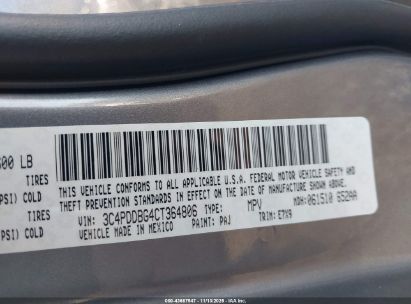 600 LB
TIRES
PSI) COLD
TIRES
PSI) COLD
THIS VEHICLE CONFORMS TO ALL APPLICABLE U.S.A. FEDERAL MOTOR VEHICLE SAFETY AND
THEFT PREVENTION STANDARDS IN EFFECT ON THE DATE OF MANUFACTURE SHOWN ABOVE
VIN: 3C4PDDBG4CT364806 TYPE: MPV MDH: 061510 652AA
VEHICLE MADE IN MEXICO PAINT: PAJ TRIM: E7X9